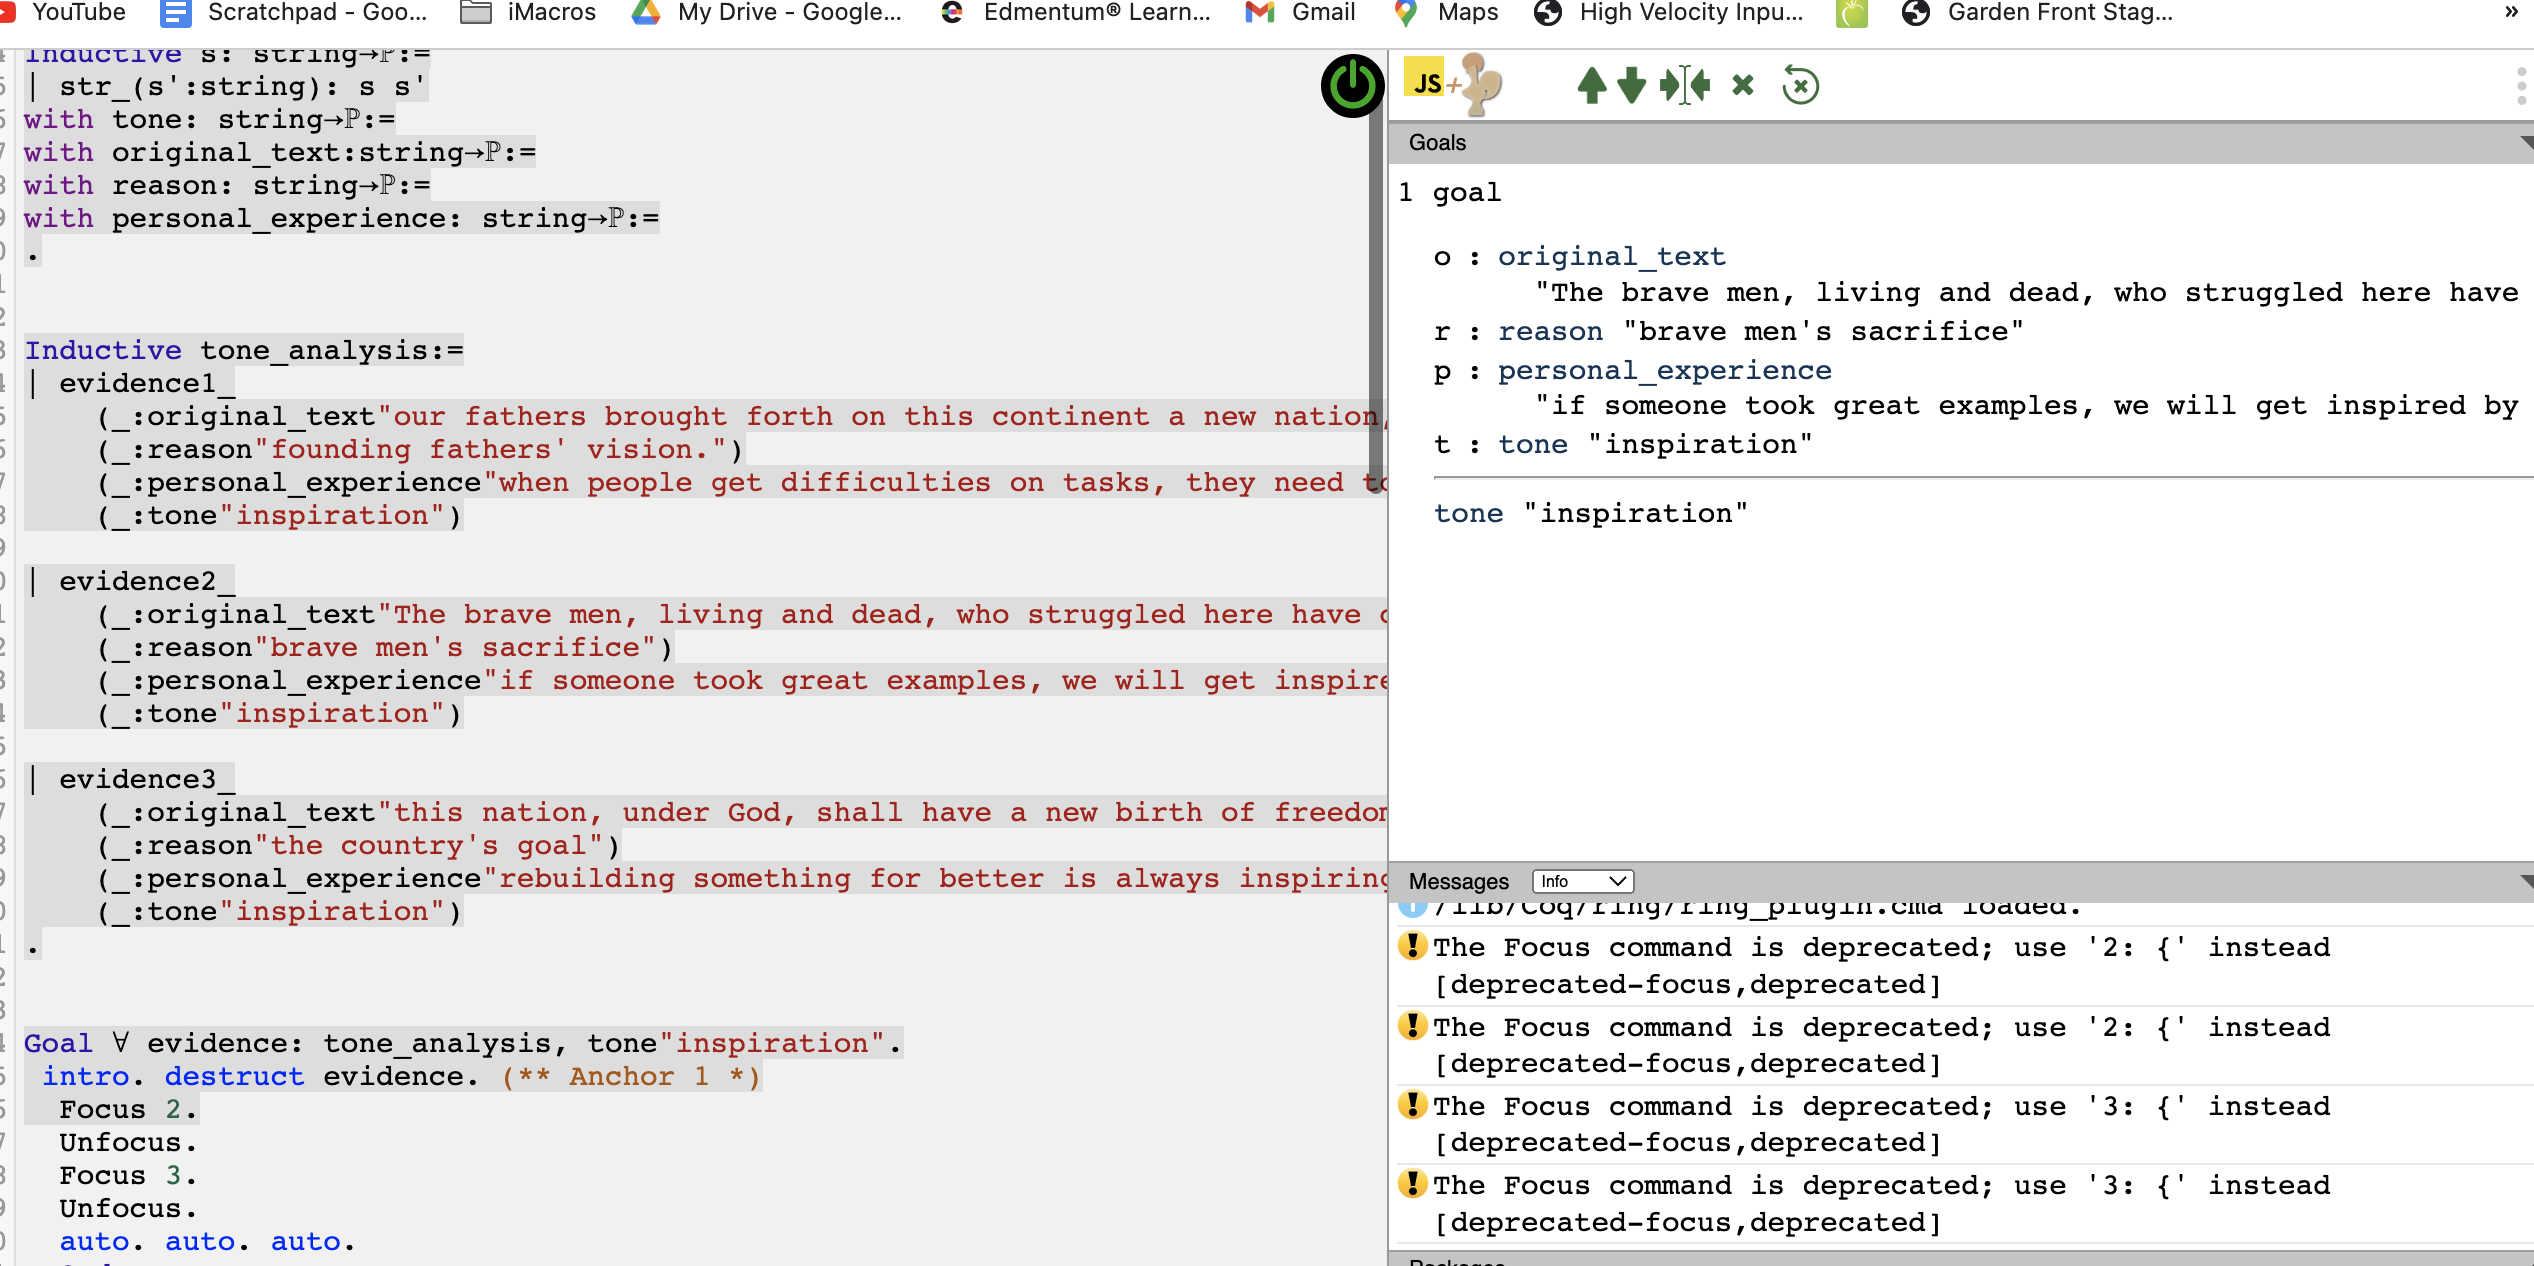 YouTube Scratchpad - Goo... iMacros My Drive - Google... Edmentum® Learn... Gmail Maps High Velocity Inpu... Garden Front Stag... »
Inductive s: string→ℙ:=
| str_(s':string): s s'
with tone: string→ℙ:=
with original_text:string→ℙ:=
with reason: string→ℙ:=
with personal_experience: string→ℙ:=
.
Inductive tone_analysis:=
| evidence1_
(_:original_text"our fathers brought forth on this continent a new nation,
(_:reason"founding fathers' vision.")
(_:personal_experience"when people get difficulties on tasks, they need to
(_:tone"inspiration")
| evidence2_
(_:original_text"The brave men, living and dead, who struggled here have
(_:reason"brave men's sacrifice")
(_:personal_experience"if someone took great examples, we will get inspire
(_:tone"inspiration")
| evidence3_
(_:original_text"this nation, under God, shall have a new birth of freedom
(_:reason"the country's goal")
(_:personal_experience"rebuilding something for better is always inspiring
(_:tone"inspiration")
.
Goal ∀ evidence: tone_analysis, tone"inspiration".
intro. destruct evidence. (** Anchor 1 *)
Focus 2.
Unfocus.
Focus 3.
Unfocus.
auto. auto. auto.
JS+
Goals
1 goal
o : original_text
"The brave men, living and dead, who struggled here have
r : reason "brave men's sacrifice"
p : personal_experience
"if someone took great examples, we will get inspired by
t : tone "inspiration"
tone "inspiration"
Messages Info
/lib/Coq/ring/ring_plugin.cma loaded.
The Focus command is deprecated; use '2: {' instead
[deprecated-focus,deprecated]
The Focus command is deprecated; use '2: {' instead
[deprecated-focus,deprecated]
The Focus command is deprecated; use '3: {' instead
[deprecated-focus,deprecated]
The Focus command is deprecated; use '3: {' instead
[deprecated-focus,deprecated]
Packages